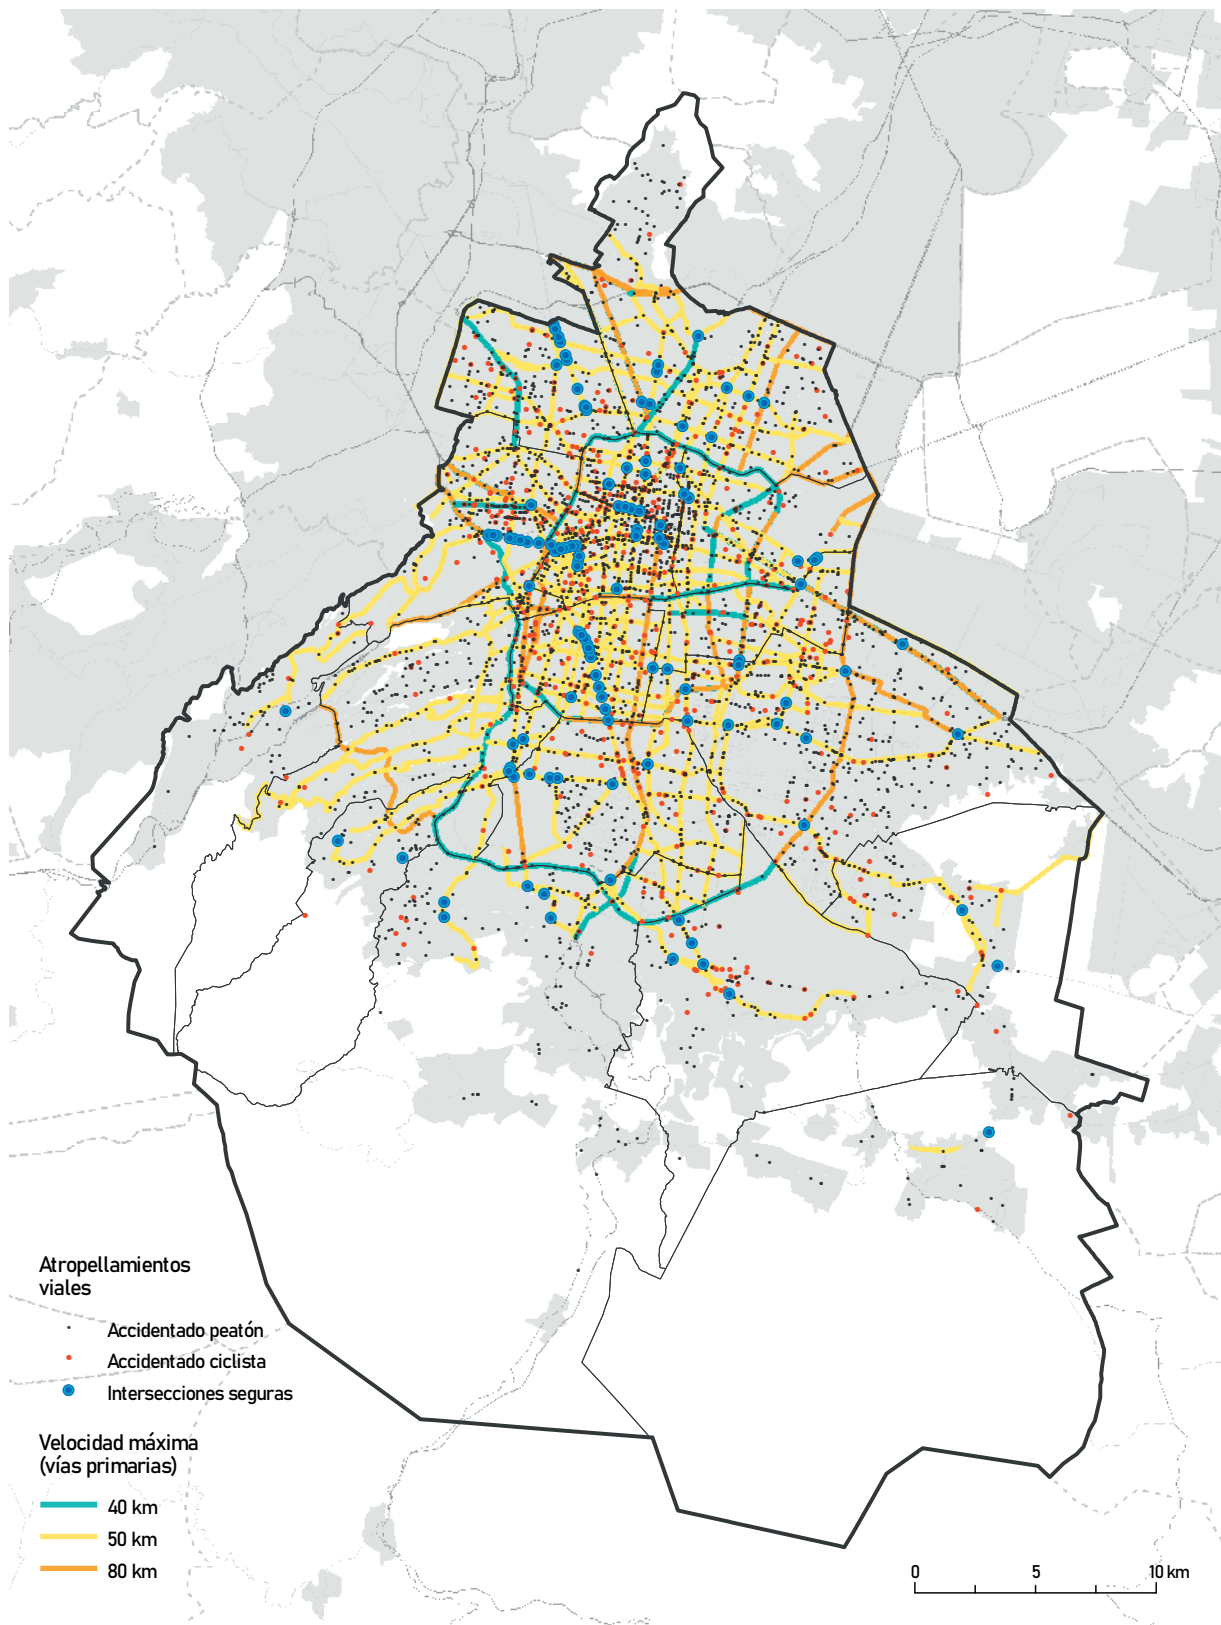 Atropellamientos
viales
Accidentado peatón
Accidentado ciclista
Intersecciones seguras
Velocidad máxima
(vías primarias)
40 km
50 km
80 km
0 5 10 km